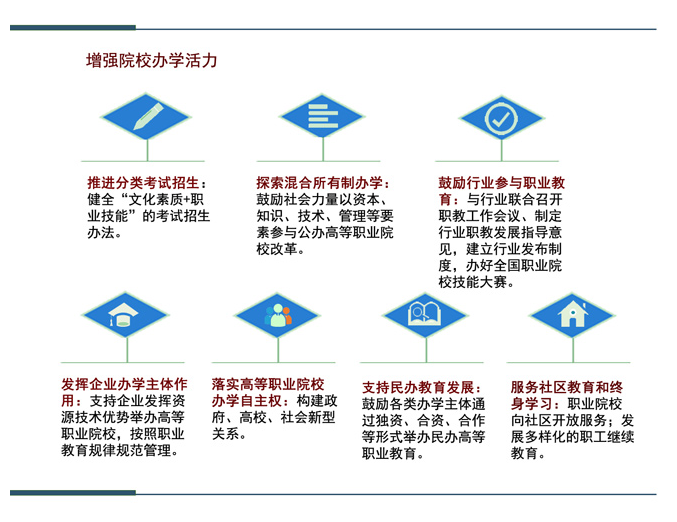 增强院校办学活力
推进分类考试招生：
健全“文化素质+职
业技能”的考试招生
办法。
探索混合所有制办学：
鼓励社会力量以资本、
知识、技术、管理等要
素参与公办高等职业院
校改革。
鼓励行业参与职业教
育：与行业联合召开
职教工作会议、制定
行业职教发展指导意
见，建立行业发布制
度，办好全国职业院
校技能大赛。
发挥企业办学主体作
用：支持企业发挥资
源技术优势举办高等
职业院校，按照职业
教育规律规范管理。
落实高等职业院校
办学自主权：构建政
府、高校、社会新型
关系。
支持民办教育发展：
鼓励各类办学主体通
过独资、合资、合作
等形式举办民办高等
职业教育。
服务社区教育和终
身学习：职业院校
向社区开放服务；发
展多样化的职工继续
教育。